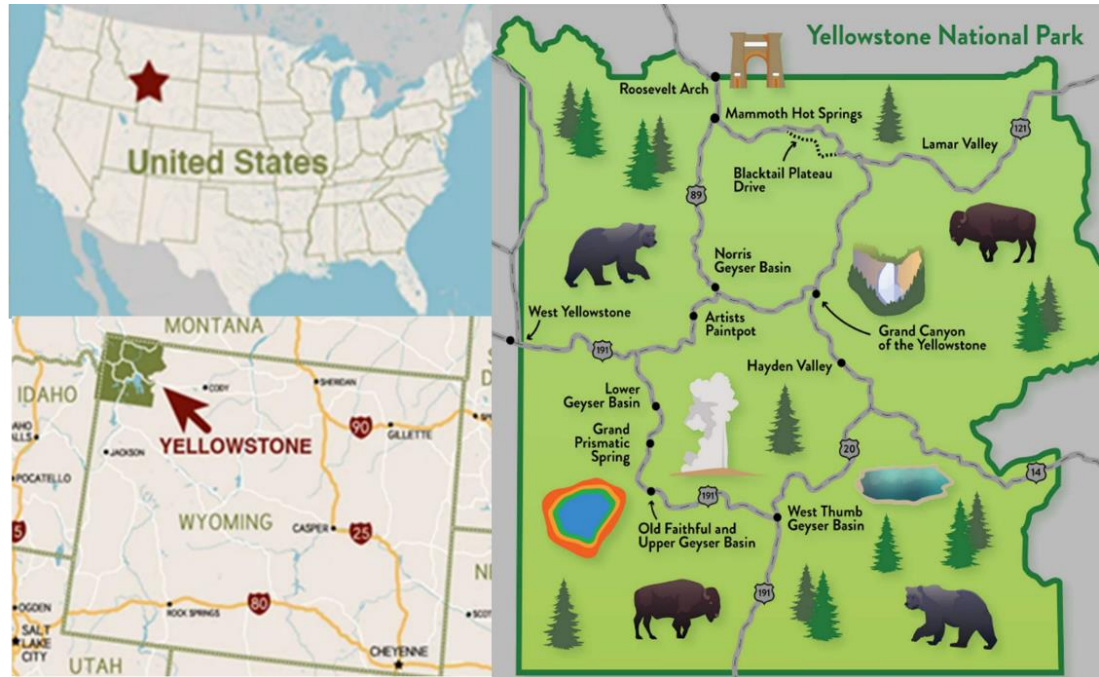 United States
MONTANA
IDAHO
CODY
SHERIDAN
90
GILLETTE
YELLOWSTONE
JACKSON
POCATELLO
WYOMING
CASPER
25
OGDEN
ROCK SPRINGS
80
SALT
LAKE
CITY
CHEYENNE
UTAH
Yellowstone National Park
Roosevelt Arch
Mammoth Hot Springs
121
Lamar Valley
Blacktail Plateau
Drive
89
Norris
Geyser Basin
West Yellowstone
Artists
Paintpot
Grand Canyon
of the Yellowstone
191
Hayden Valley
Lower
Geyser Basin
Grand
Prismatic
Spring
20
14
191
Old Faithful and
Upper Geyser Basin
West Thumb
Geyser Basin
191